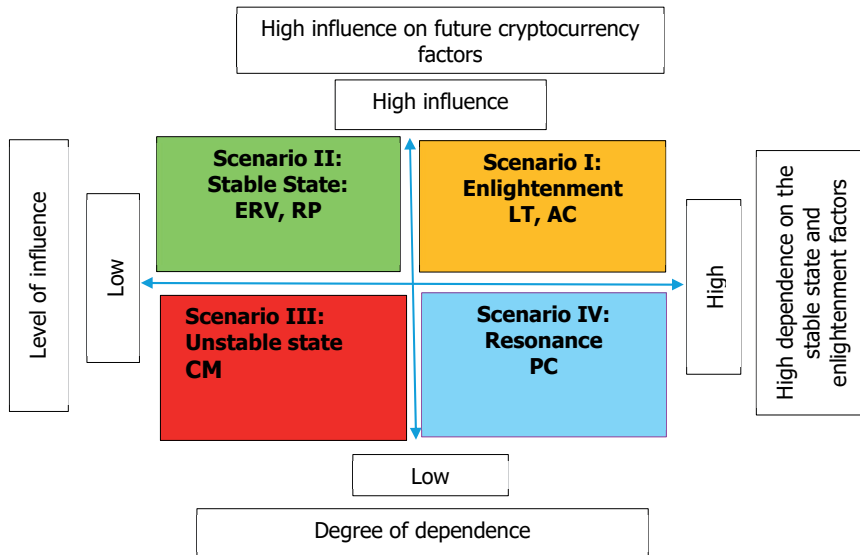 High influence on future cryptocurrency
factors
High influence
Level of influence
Low
Scenario II:
Stable State:
ERV, RP
Scenario I:
Enlightenment
LT, AC
High
High dependence on the
stable state and
enlightenment factors
Scenario III:
Unstable state
CM
Scenario IV:
Resonance
PC
Low
Degree of dependence